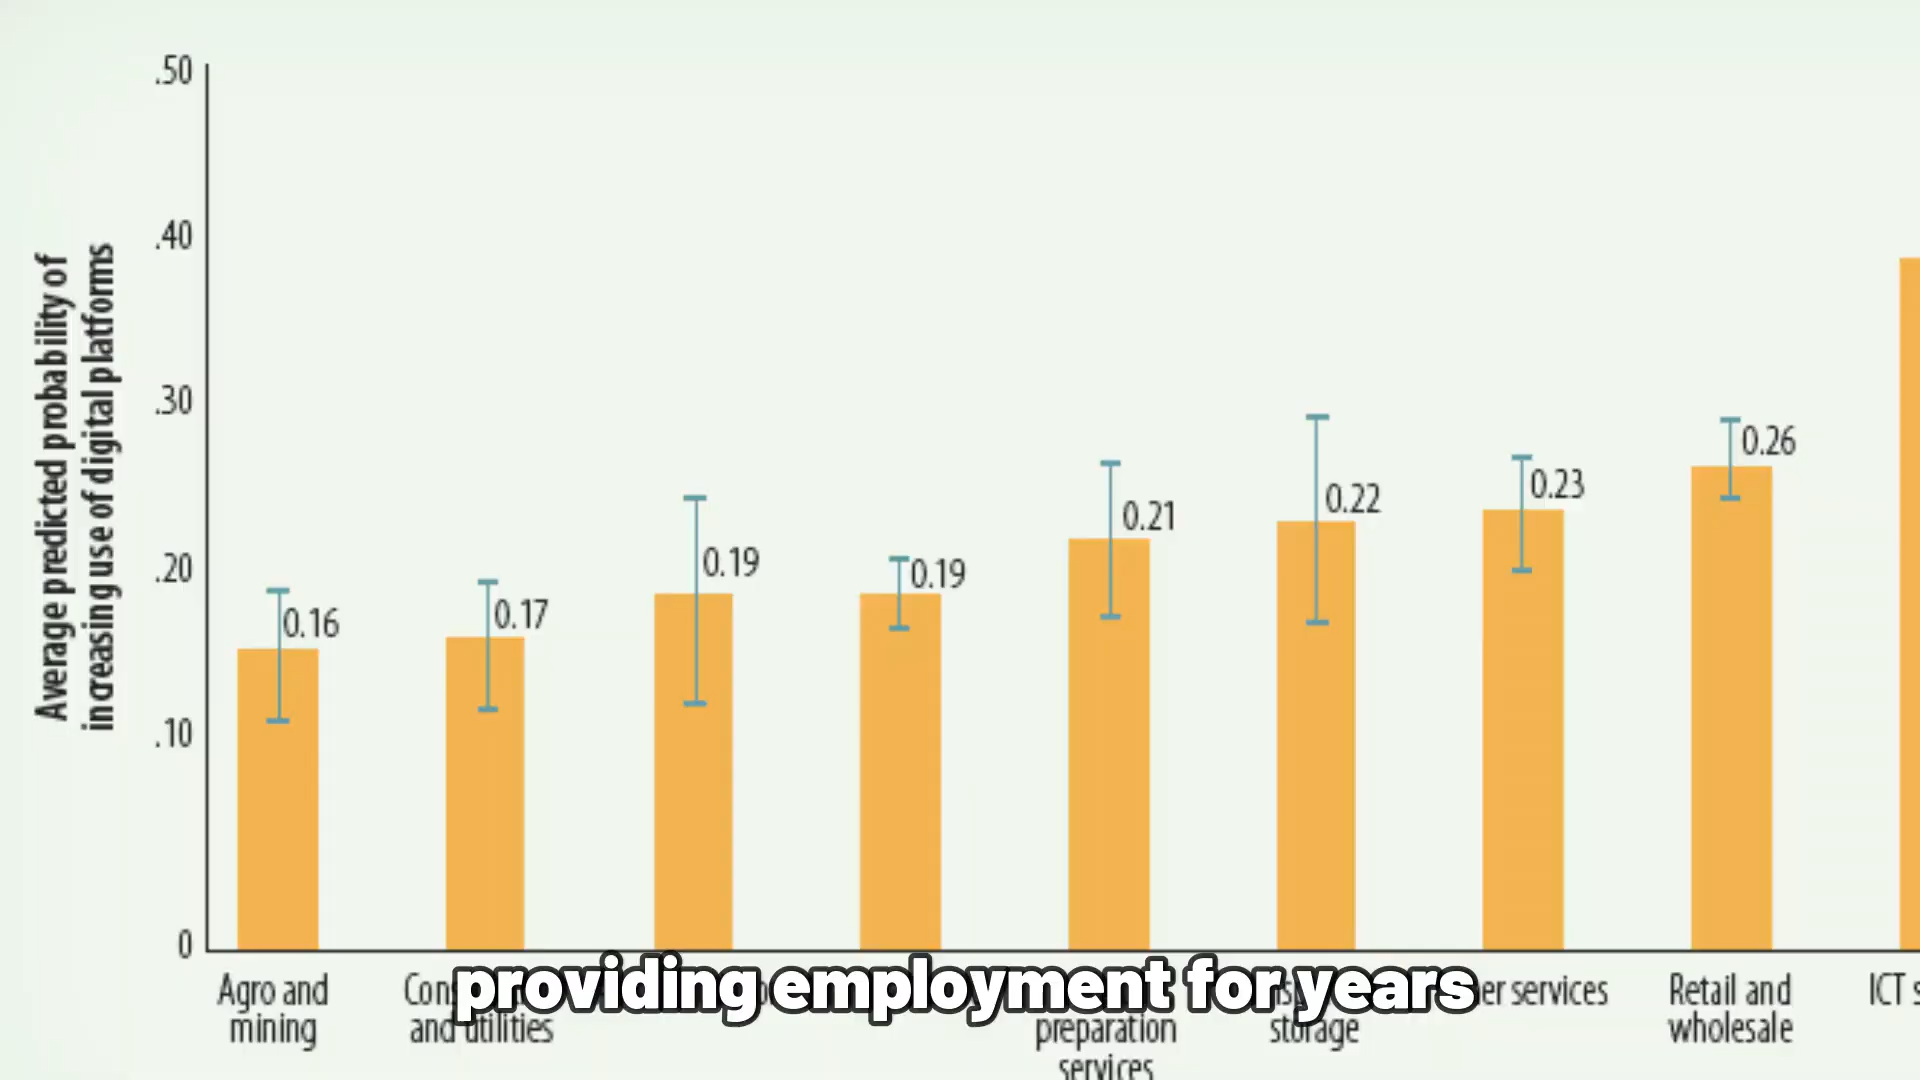 .50
.40
.30
.20
.10
0
Average predicted probability of
increasing use of digital platforms
0.16
0.17
0.19
0.19
0.21
0.22
0.23
0.26
Agro and
mining
and utilities
preparation
services
storage
services
Retail and
wholesale
ICT
providing employment for years